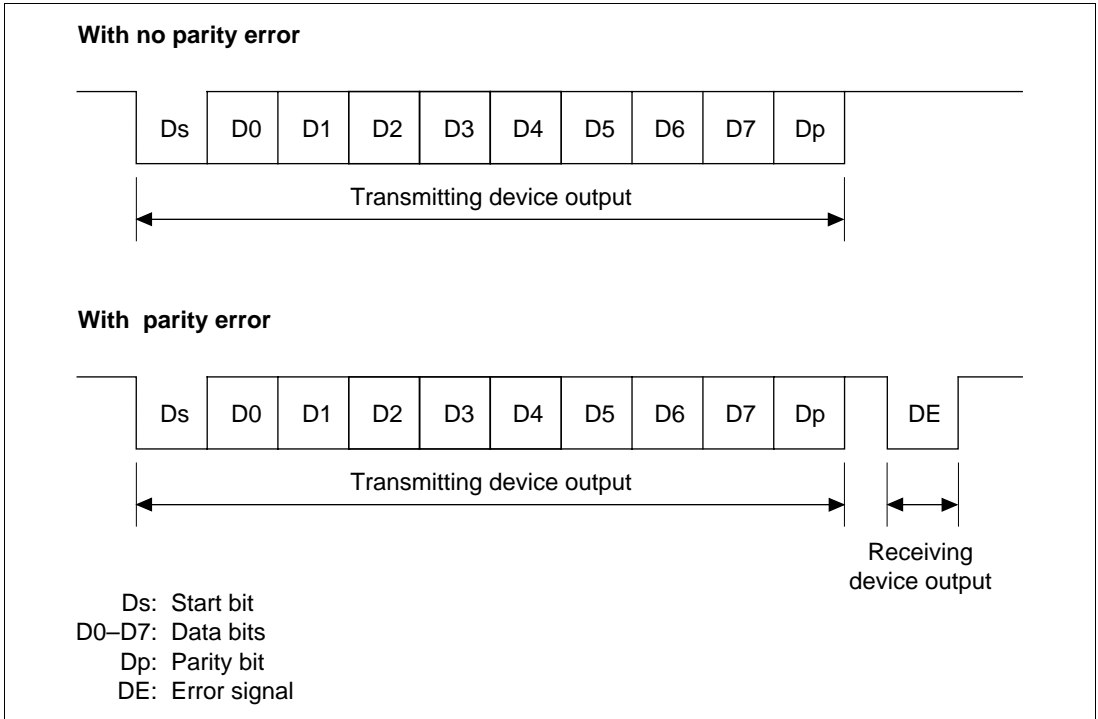 With no parity error
Ds D0 D1 D2 D3 D4 D5 D6 D7 Dp
Transmitting device output
With parity error
Ds D0 D1 D2 D3 D4 D5 D6 D7 Dp DE
Transmitting device output
Receiving
device output
Ds: Start bit
D0–D7: Data bits
Dp: Parity bit
DE: Error signal